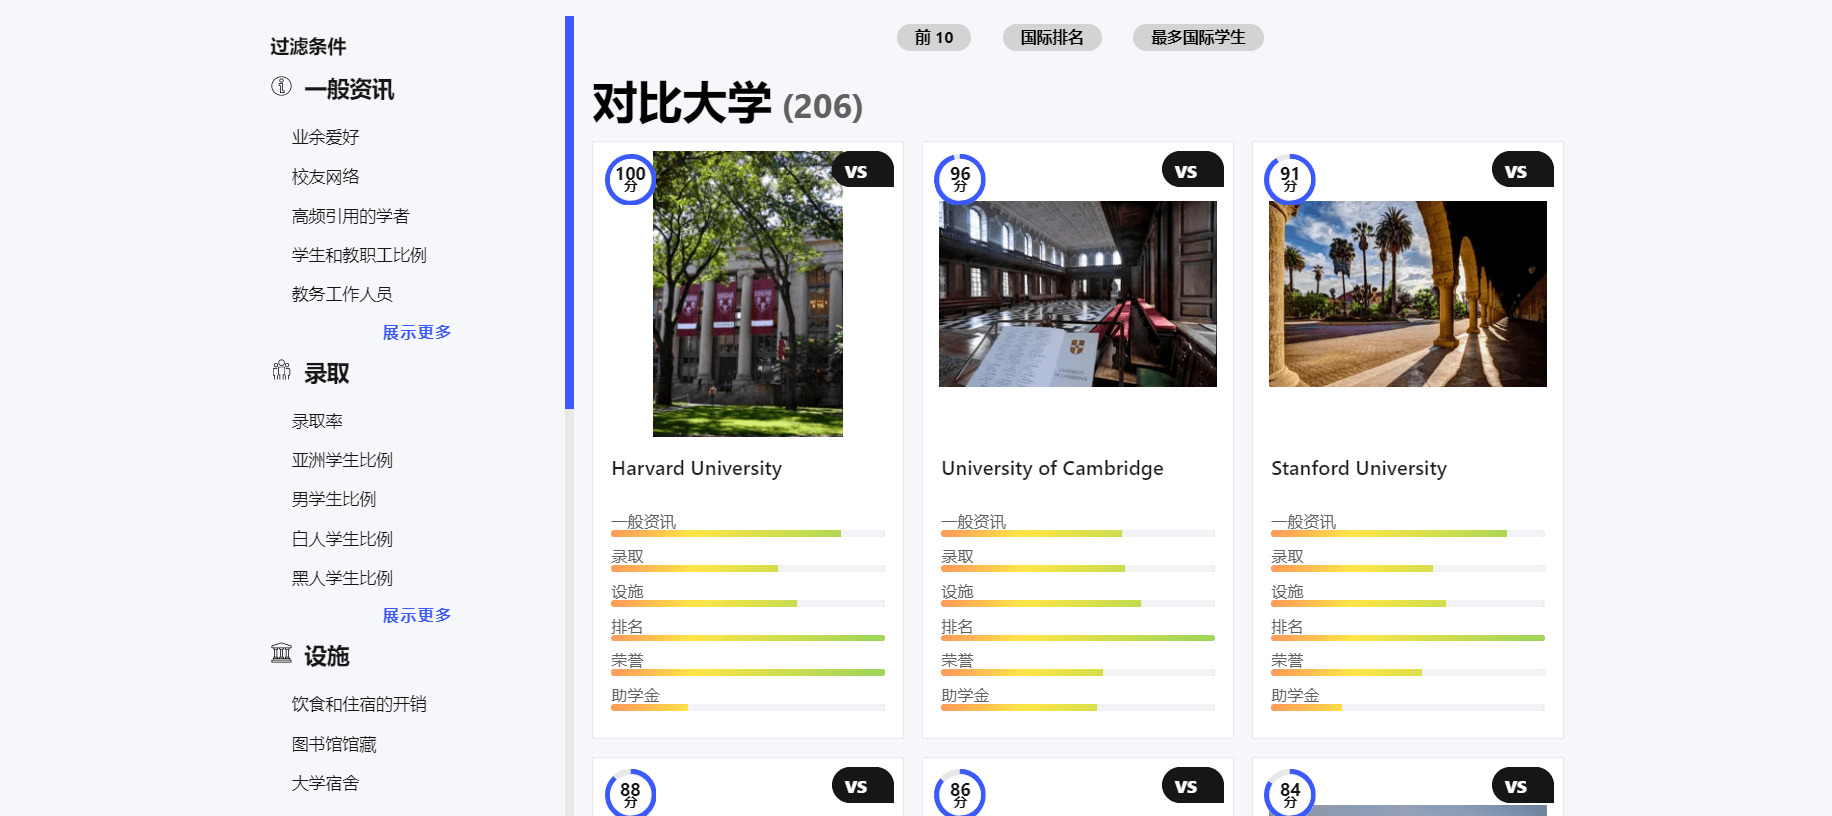 过滤条件
一般资讯
业余爱好
校友网络
高频引用的学者
学生和教职工比例
教务工作人员
展示更多
录取
录取率
亚洲学生比例
男学生比例
白人学生比例
黑人学生比例
展示更多
设施
饮食和住宿的开销
图书馆馆藏
大学宿舍
前 10
国际排名
最多国际学生
对比大学 (206)
100
分
vs
Harvard University
一般资讯
录取
设施
排名
荣誉
助学金
96
分
vs
University of Cambridge
一般资讯
录取
设施
排名
荣誉
助学金
91
分
vs
Stanford University
一般资讯
录取
设施
排名
荣誉
助学金
88
分
vs
86
分
vs
84
分
vs